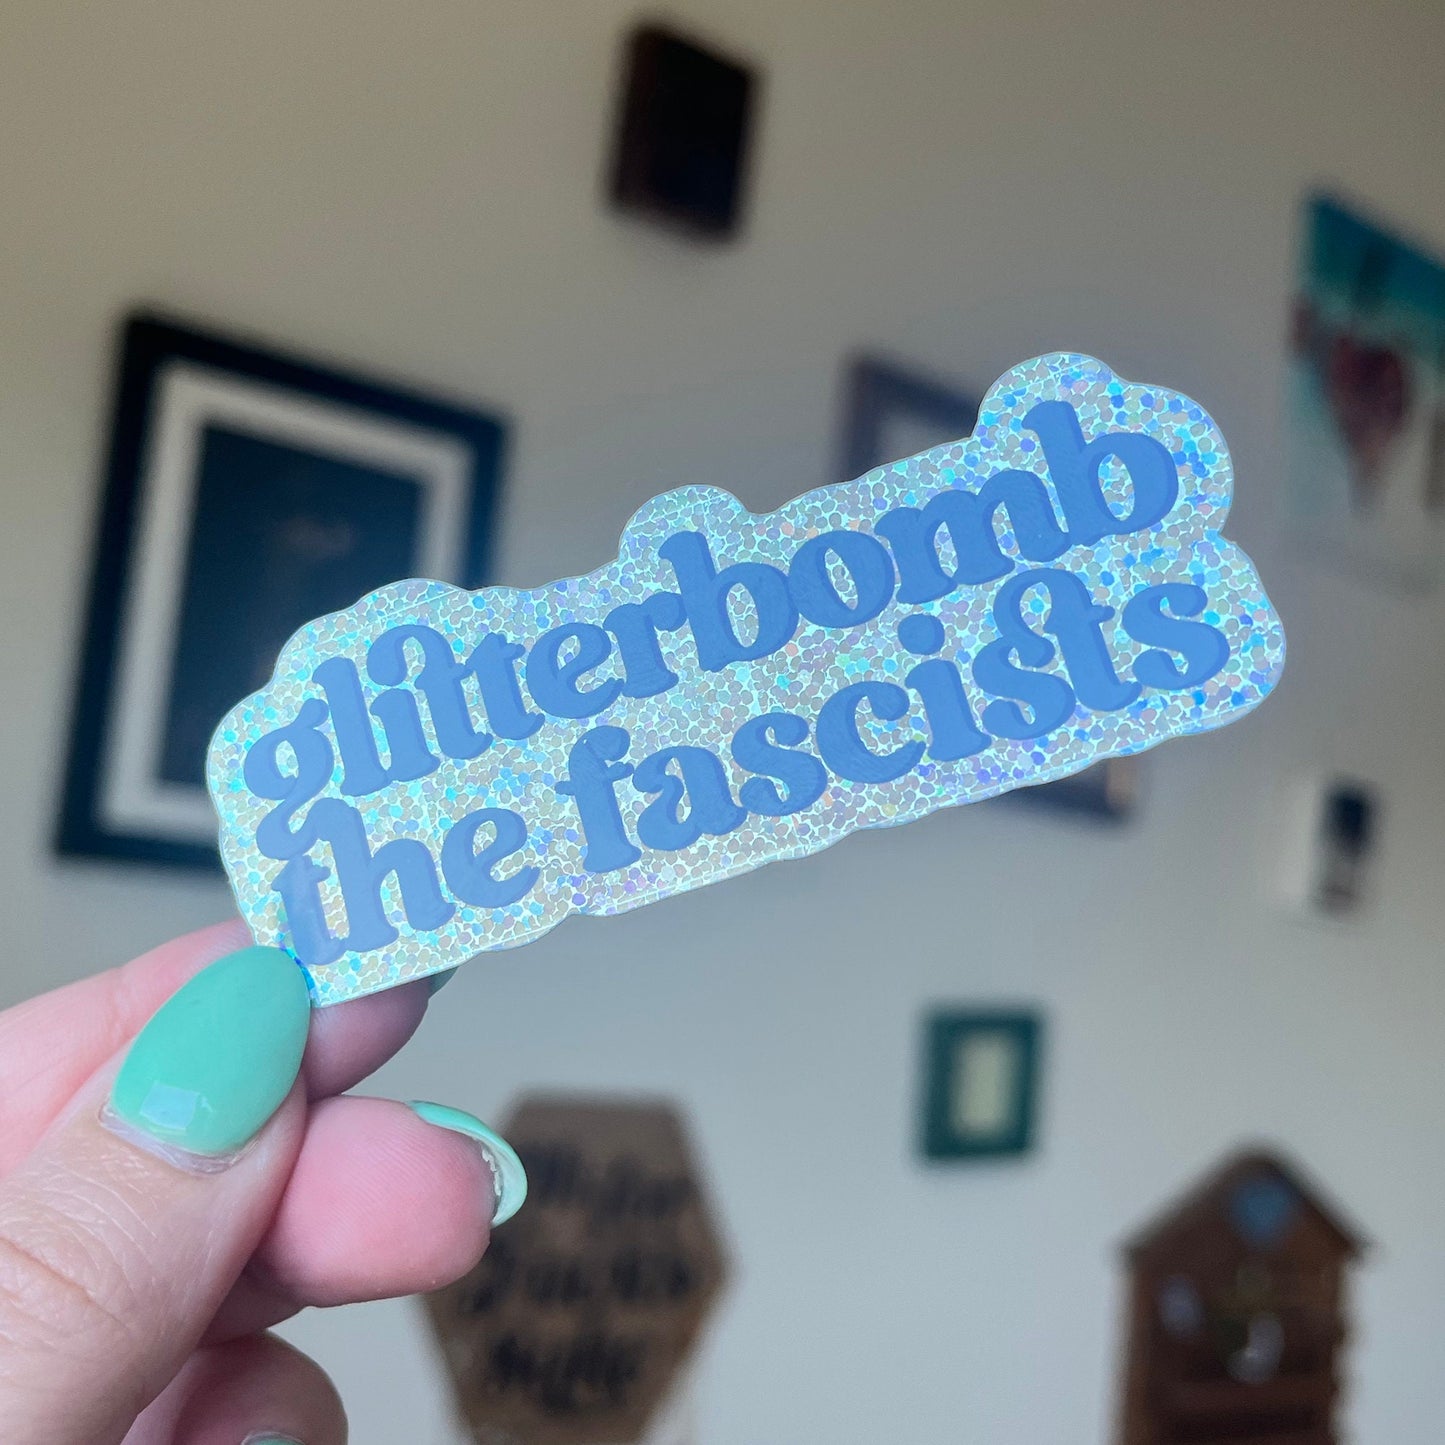 glitterbomb
the fascists